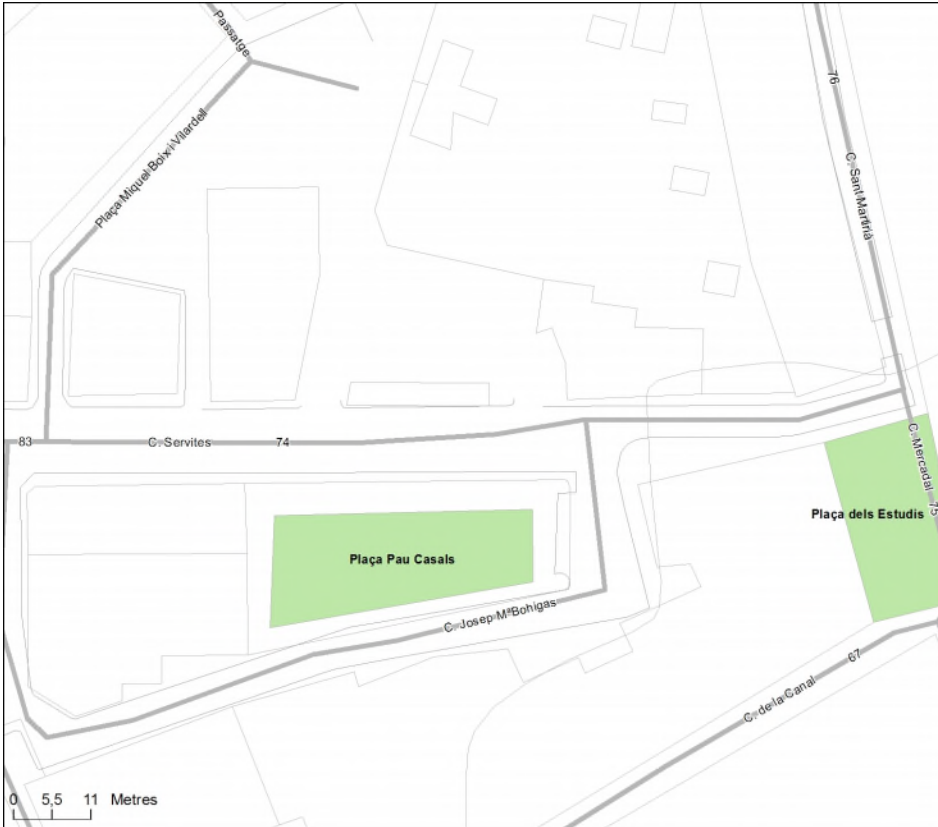 Passatge
76
Plaça Miquel Boix i Vilardell
C. Sant Martirià
83
C. Servites
74
C. Mercadal
75
Plaça dels Estudis
Plaça Pau Casals
C. Josep MªBohigas
67
C. de la Canal
0 5,5 11 Metres